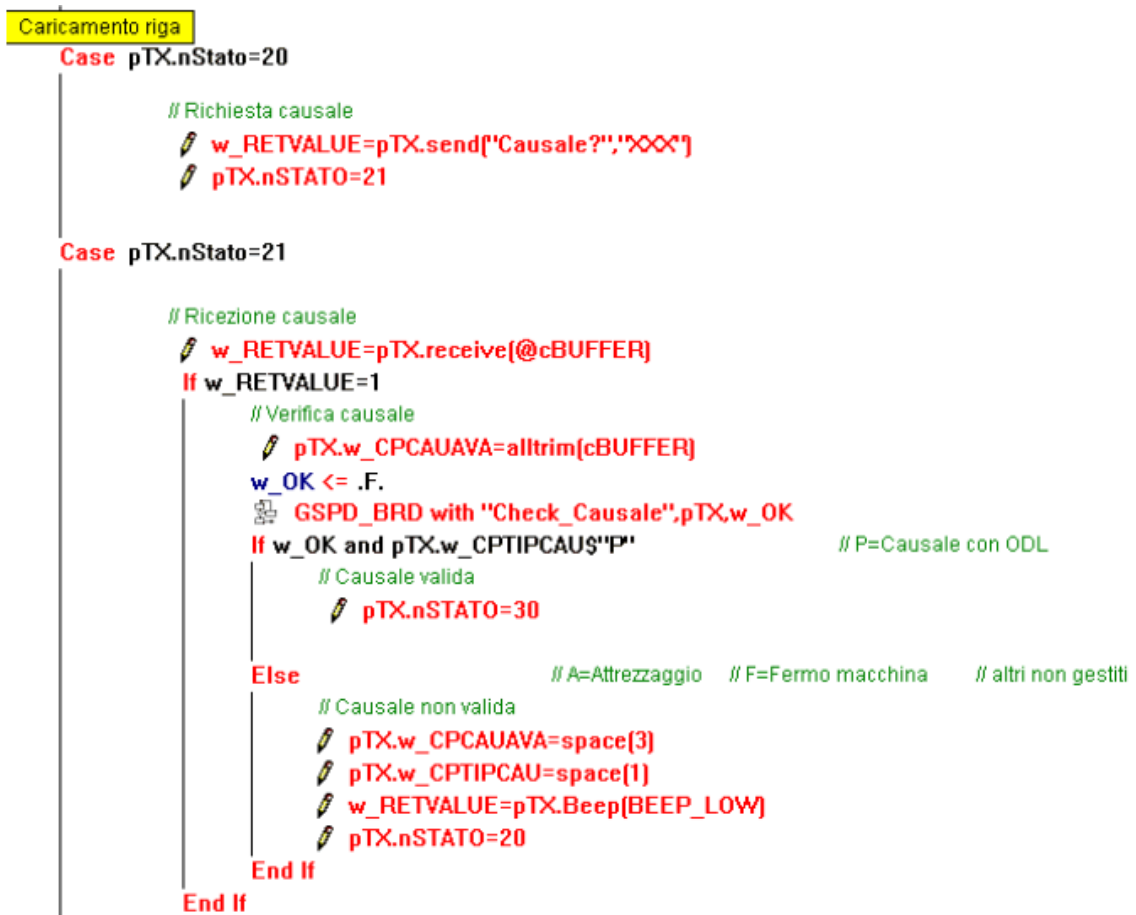 Caricamento riga
Case pTX.nStato=20
// Richiesta causale
w_RETVALUE=pTX.send("Causale?","XXX")
pTX.nSTATO=21
Case pTX.nStato=21
// Ricezione causale
w_RETVALUE=pTX.receive(@cBUFFER)
If w_RETVALUE=1
// Verifica causale
pTX.w_CPCAUAVA=alltrim(cBUFFER)
w_OK <= .F.
GSPD_BRD with "Check_Causale",pTX,w_OK
If w_OK and pTX.w_CPTIPCAU$"P" // P=Causale con ODL
// Causale valida
pTX.nSTATO=30
Else // A=Attrezzaggio // F=Fermo macchina // altri non gestiti
// Causale non valida
pTX.w_CPCAUAVA=space(3)
pTX.w_CPTIPCAU=space(1)
w_RETVALUE=pTX.Beep(BEEP_LOW)
pTX.nSTATO=20
End If
End If